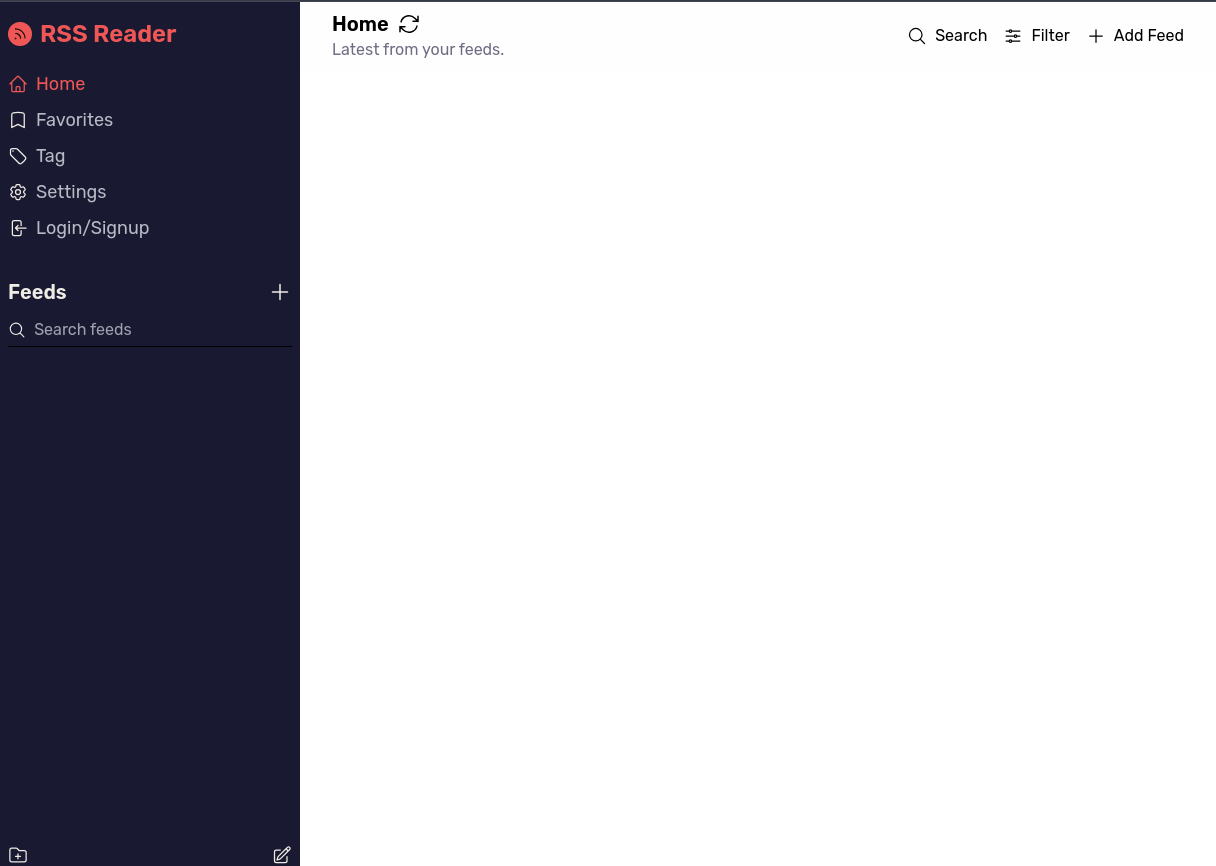 RSS Reader
Home
Favorites
Tag
Settings
Login/Signup
Feeds
Search feeds
Home
Latest from your feeds.
Search
Filter
Add Feed